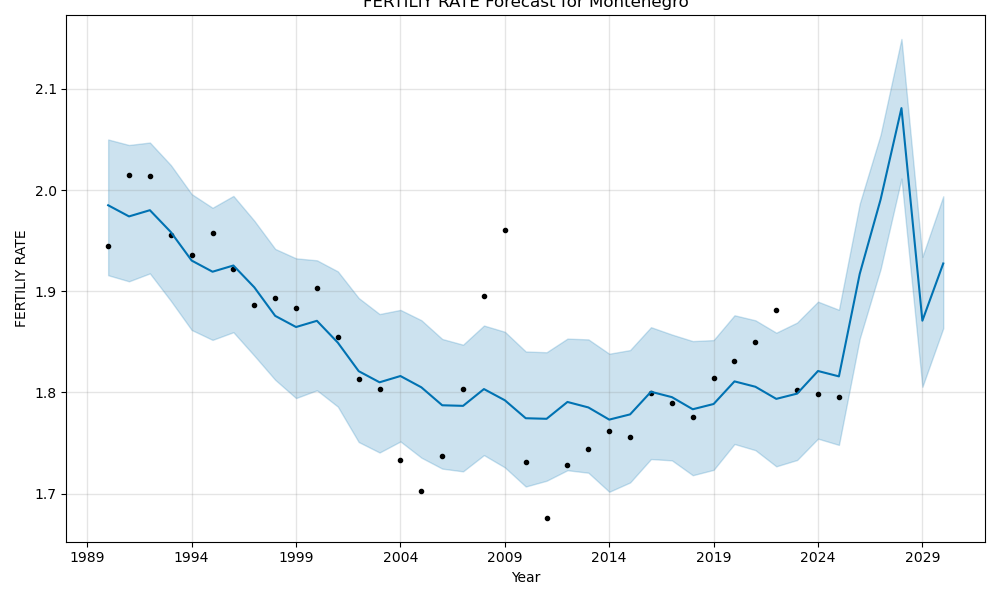 FERTILIY RATE Forecast for Montenegro
2.1
2.0
1.9
1.8
1.7
FERTILIY RATE
1989 1994 1999 2004 2009 2014 2019 2024 2029
Year